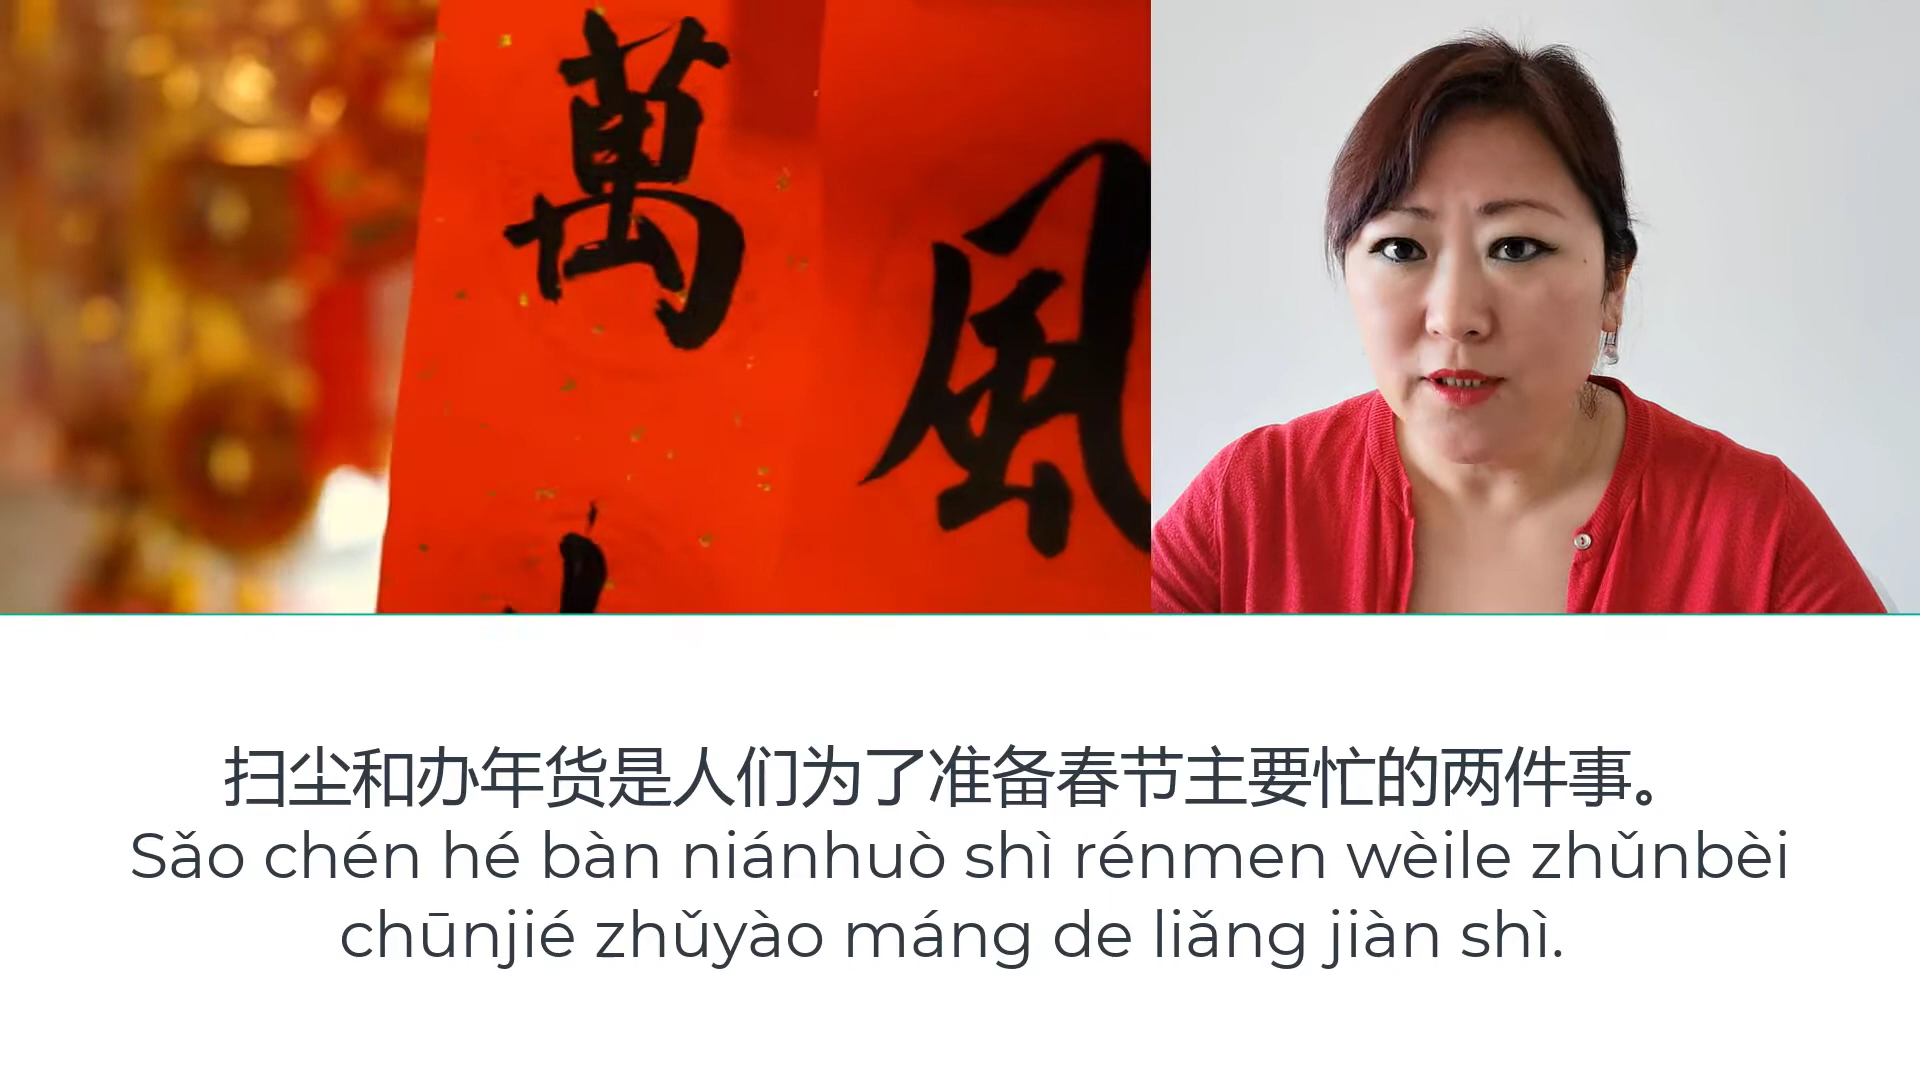 萬
風
扫尘和办年货是人们为了准备春节主要忙的两件事。
Sǎo chén hé bàn niánhuò shì rénmen wèile zhǔnbèi
chūnjié zhǔyào máng de liǎng jiàn shì.